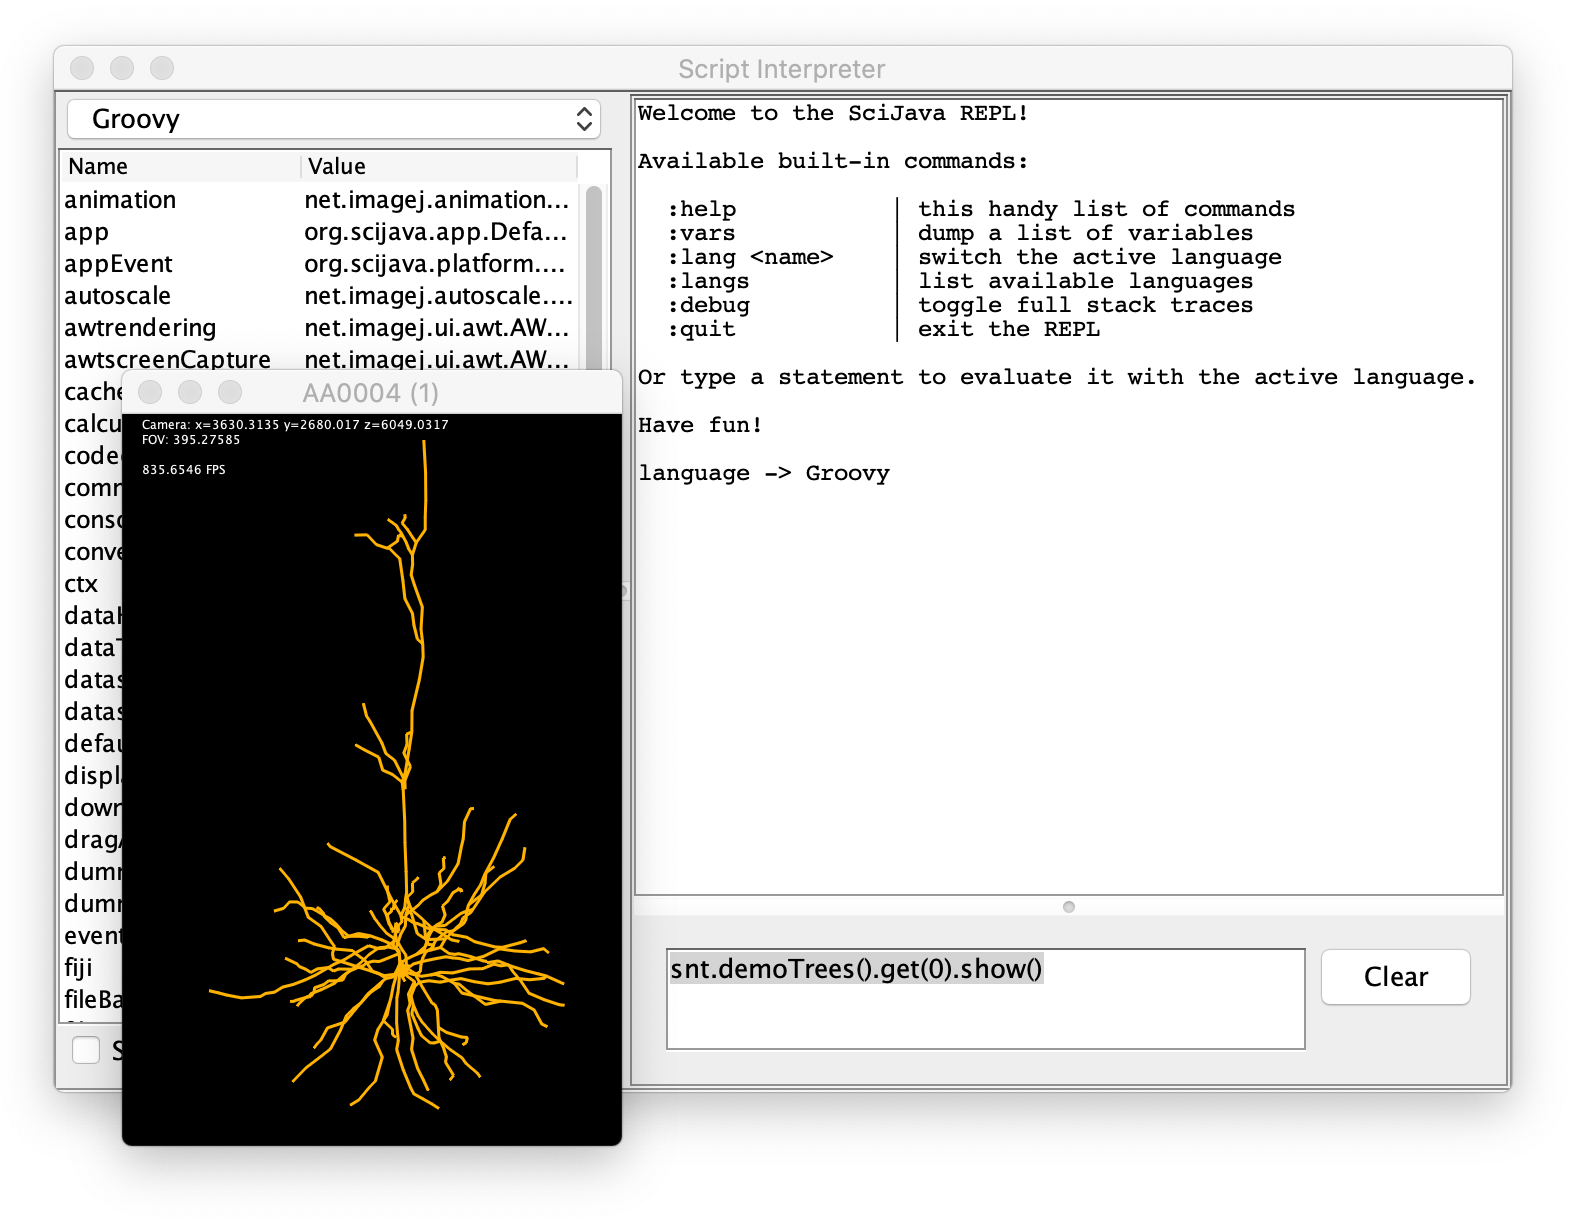 Script Interpreter
Groovy
Name Value
animation net.imagej.animation...
app org.scijava.app.Defa...
appEvent org.scijava.platform....
autoscale net.imagej.autoscale....
awtrendering net.imagej.ui.awt.AW...
awtscreenCapture net.imagej.ui.awt.AW...
cache
calcu
code
comm
conso
conve
ctx
data
dataT
datas
datas
defau
displ
down
drag
dumm
dumm
event
fiji
fileBa
S
AA0004 (1)
Camera: x=3630.3135 y=2680.017 z=6049.0317
FOV: 395.27585
835.6546 FPS
Welcome to the SciJava REPL!
Available built-in commands:
:help | this handy list of commands
:vars | dump a list of variables
:lang <name> | switch the active language
:langs | list available languages
:debug | toggle full stack traces
:quit | exit the REPL
Or type a statement to evaluate it with the active language.
Have fun!
language -> Groovy
snt.demoTrees().get(0).show()
Clear